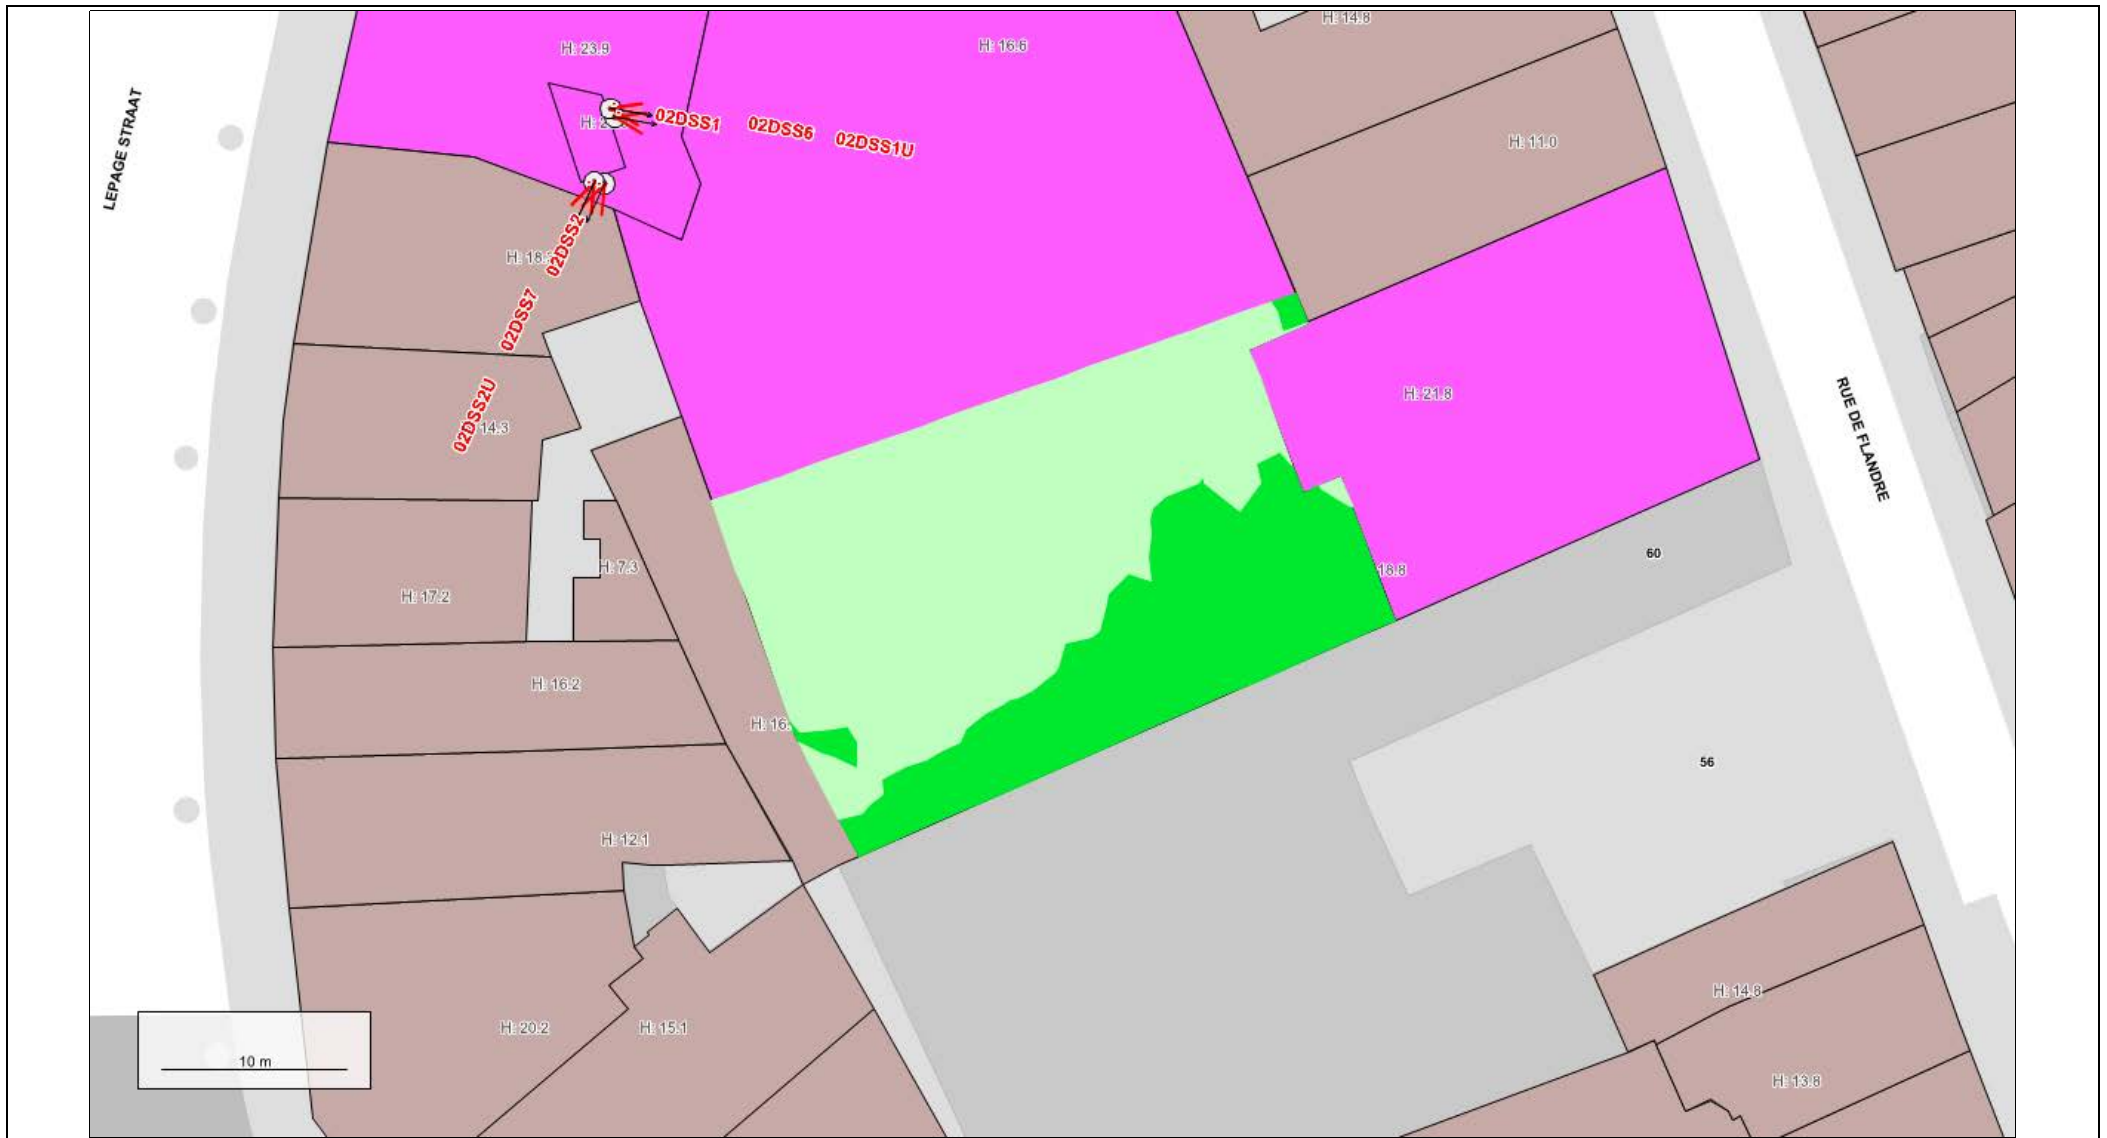 H: 14.8
H: 23.9
H: 16.6
LEPAGE STRAAT
02DSS1
02DSS6
02DSS1U
H: 11.0
02DSS2
02DSS7
02DSS2U
H: 18.
14.3
H: 21.8
RUE DE FLANDRE
60
H: 7.3
16.8
H: 17.2
H: 16.2
H: 16.
56
H: 12.1
H: 14.8
H: 20.2
H: 15.1
10 m
H: 13.8